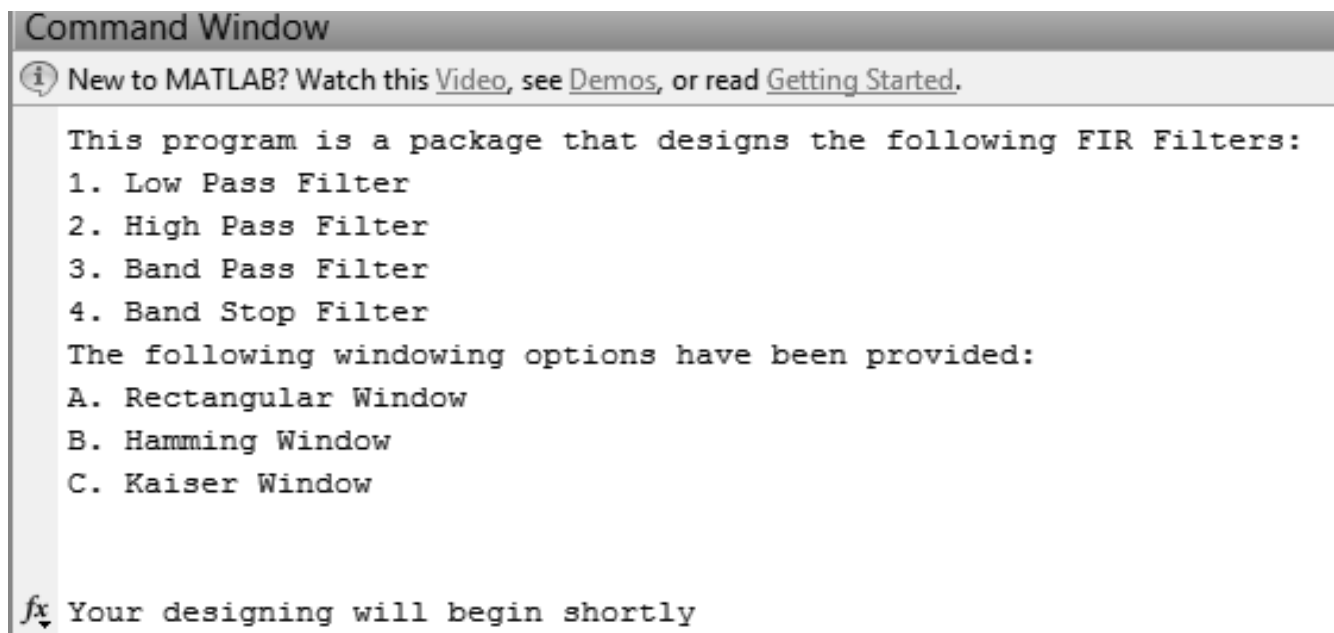 Command Window
New to MATLAB? Watch this Video, see Demos, or read Getting Started.
This program is a package that designs the following FIR Filters:
1. Low Pass Filter
2. High Pass Filter
3. Band Pass Filter
4. Band Stop Filter
The following windowing options have been provided:
A. Rectangular Window
B. Hamming Window
C. Kaiser Window
fx Your designing will begin shortly